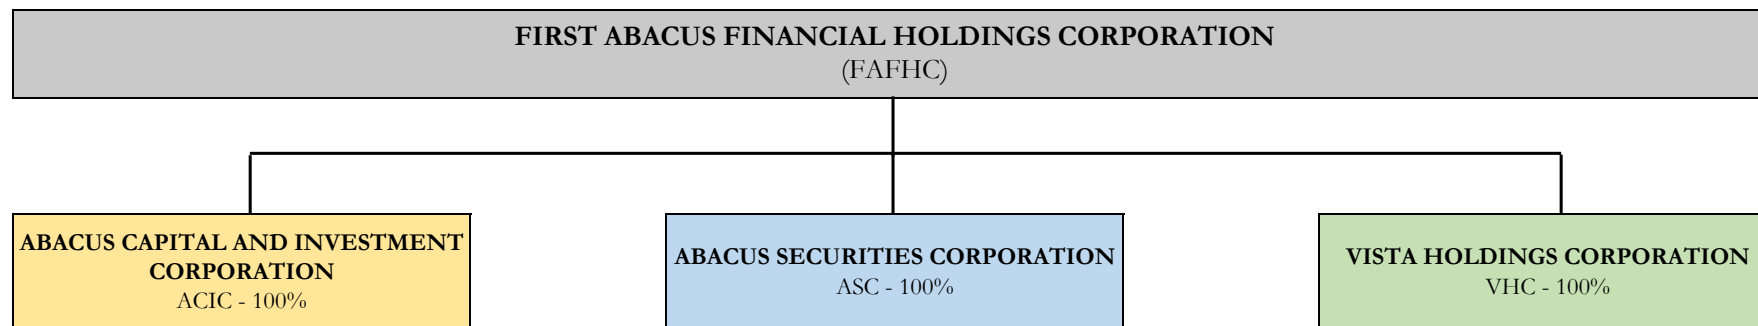 FIRST ABACUS FINANCIAL HOLDINGS CORPORATION
(FAFHC)
ABACUS CAPITAL AND INVESTMENT
CORPORATION
ACIC - 100%
ABACUS SECURITIES CORPORATION
ASC - 100%
VISTA HOLDINGS CORPORATION
VHC - 100%